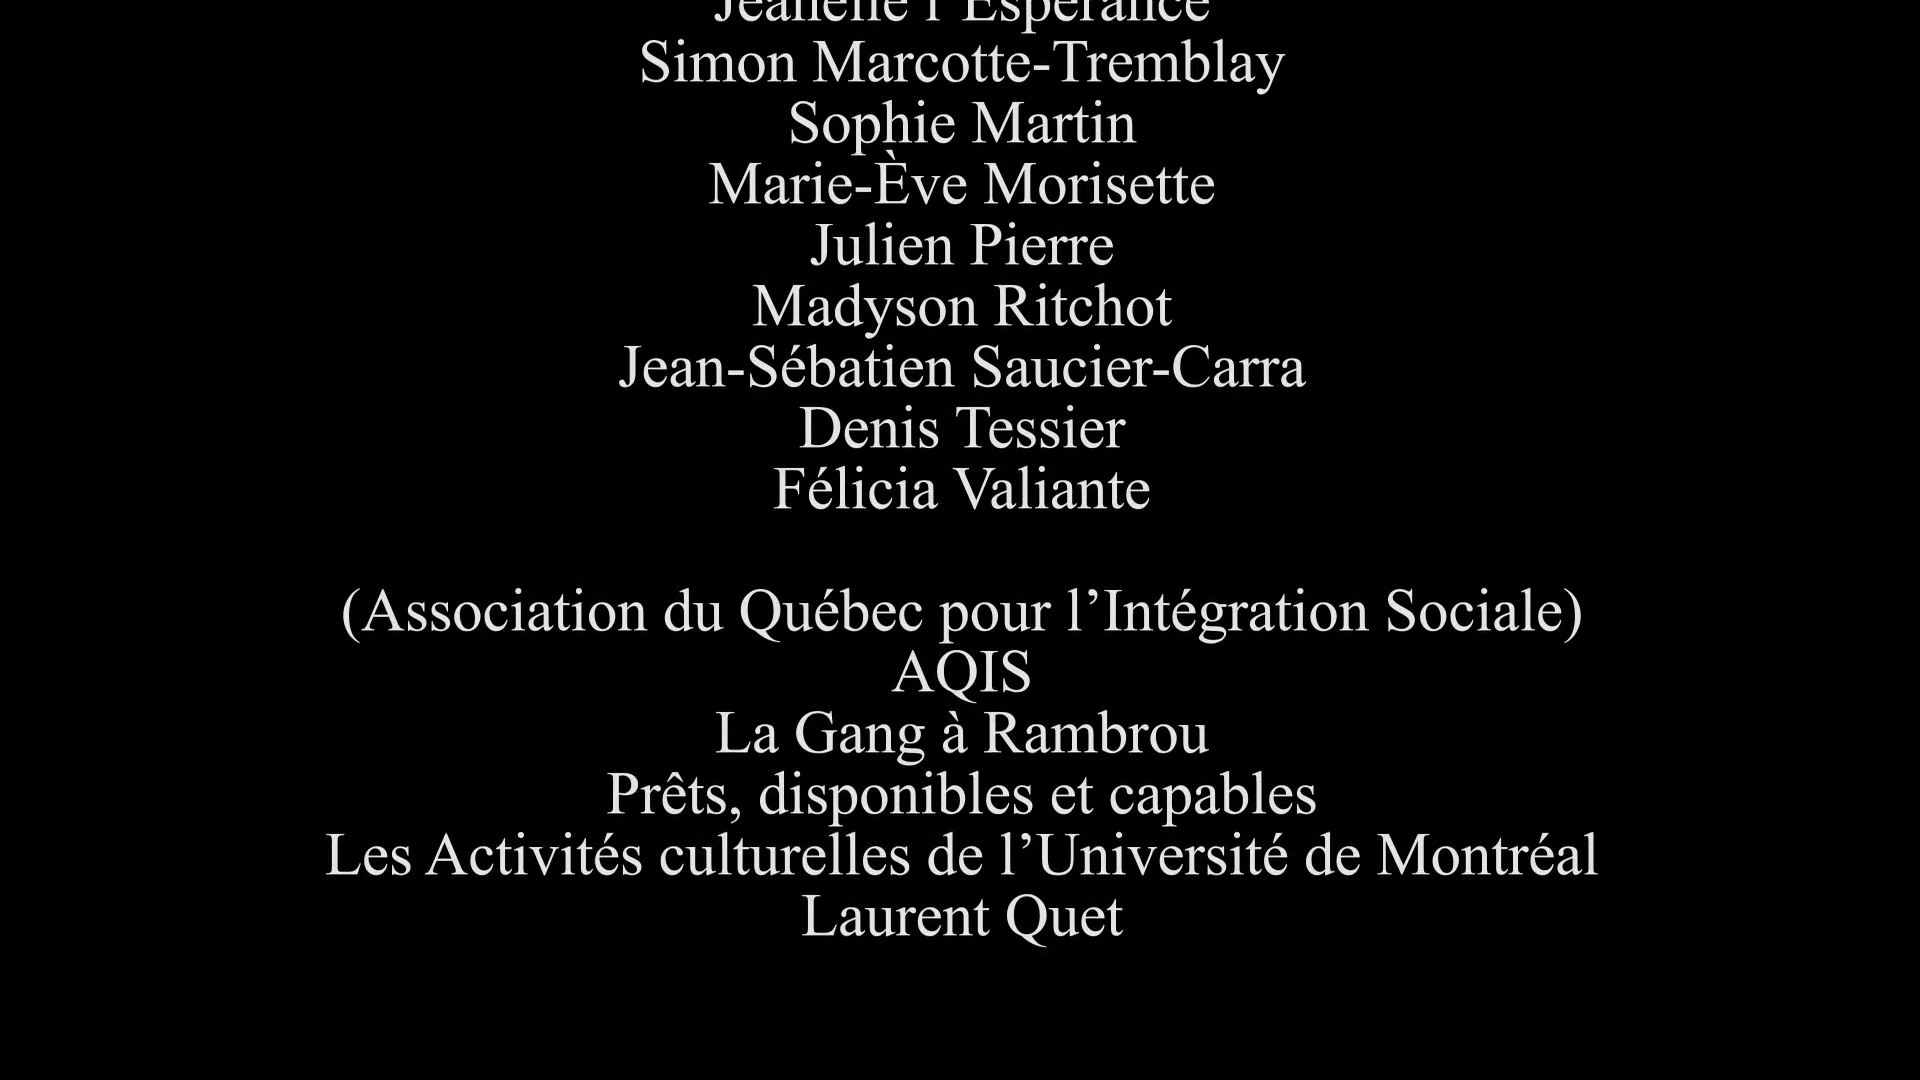 l'Espérance
Simon Marcotte-Tremblay
Sophie Martin
Marie-Ève Morisette
Julien Pierre
Madyson Ritchot
Jean-Sébatien Saucier-Carra
Denis Tessier
Félicia Valiante
(Association du Québec pour l’Intégration Sociale)
AQIS
La Gang à Rambrou
Prêts, disponibles et capables
Les Activités culturelles de l’Université de Montréal
Laurent Quet